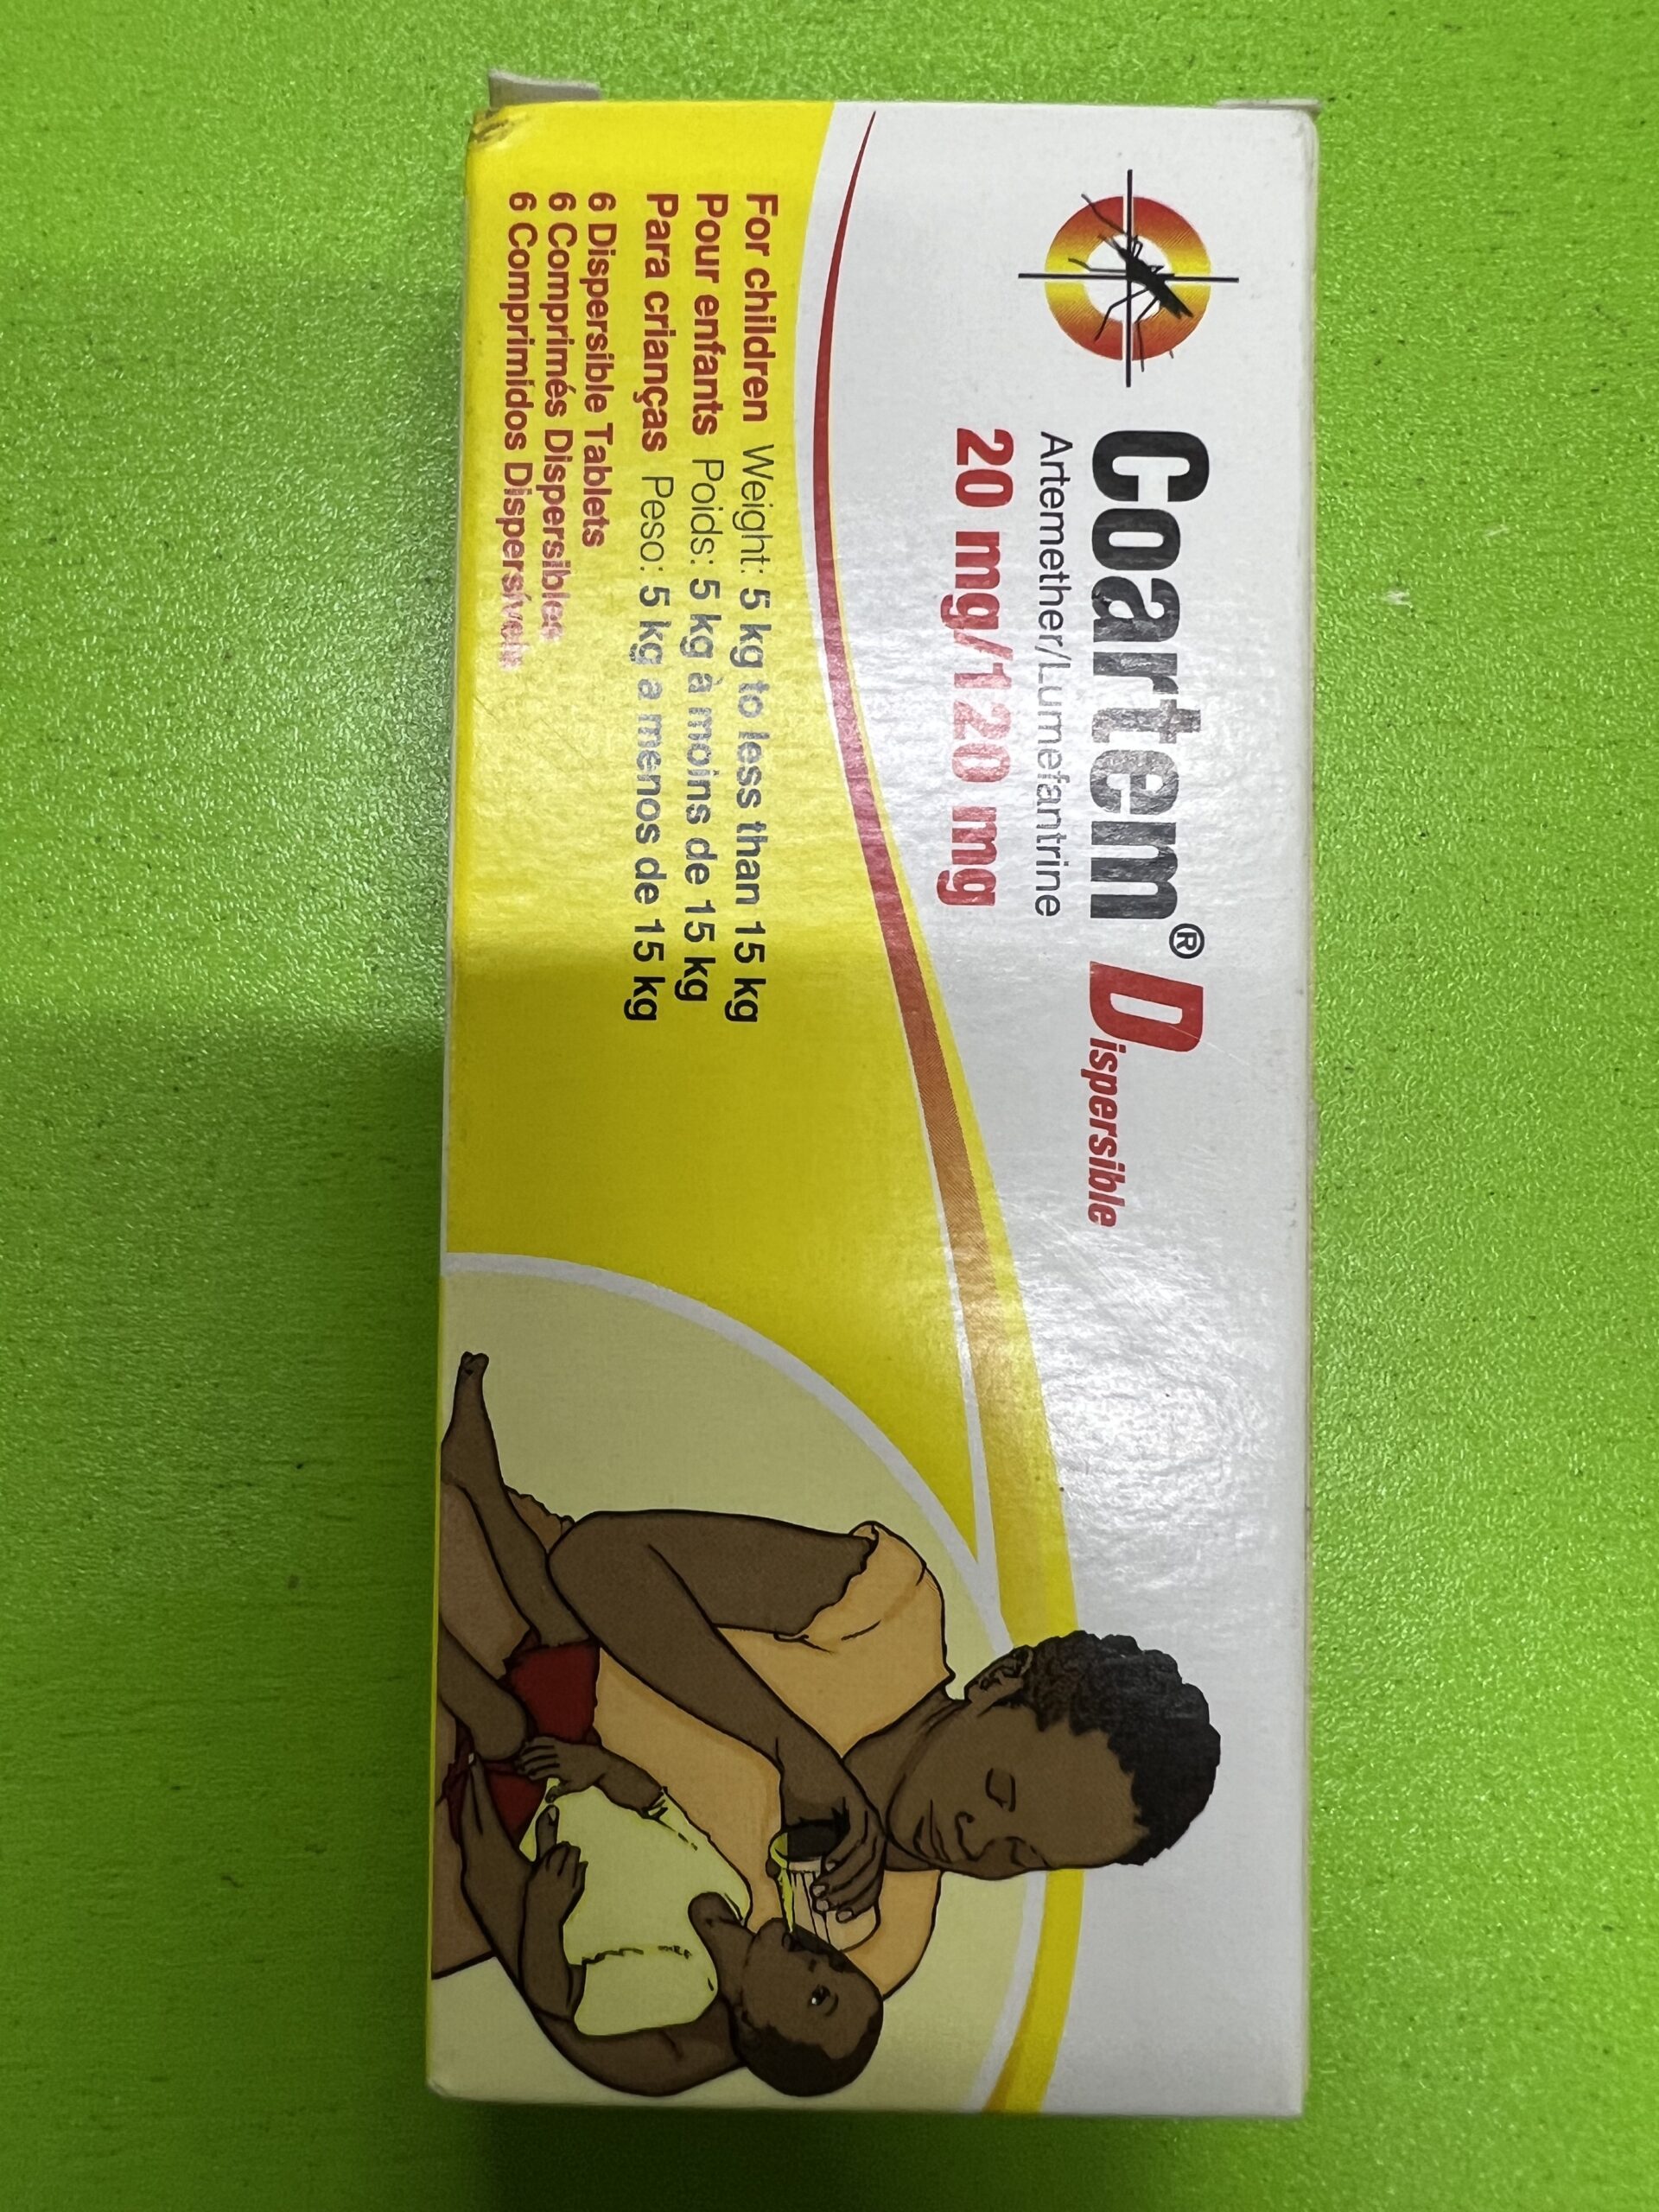 Coartem® Dispersible
Artemether/Lumefantrine
20 mg/120 mg
For children Weight: 5 kg to less than 15 kg
Pour enfants Poids: 5 kg à moins de 15 kg
Para crianças Peso: 5 kg a menos de 15 kg
6 Dispersible Tablets
6 Comprimés Dispersibles
6 Comprimidos Dispersíveis